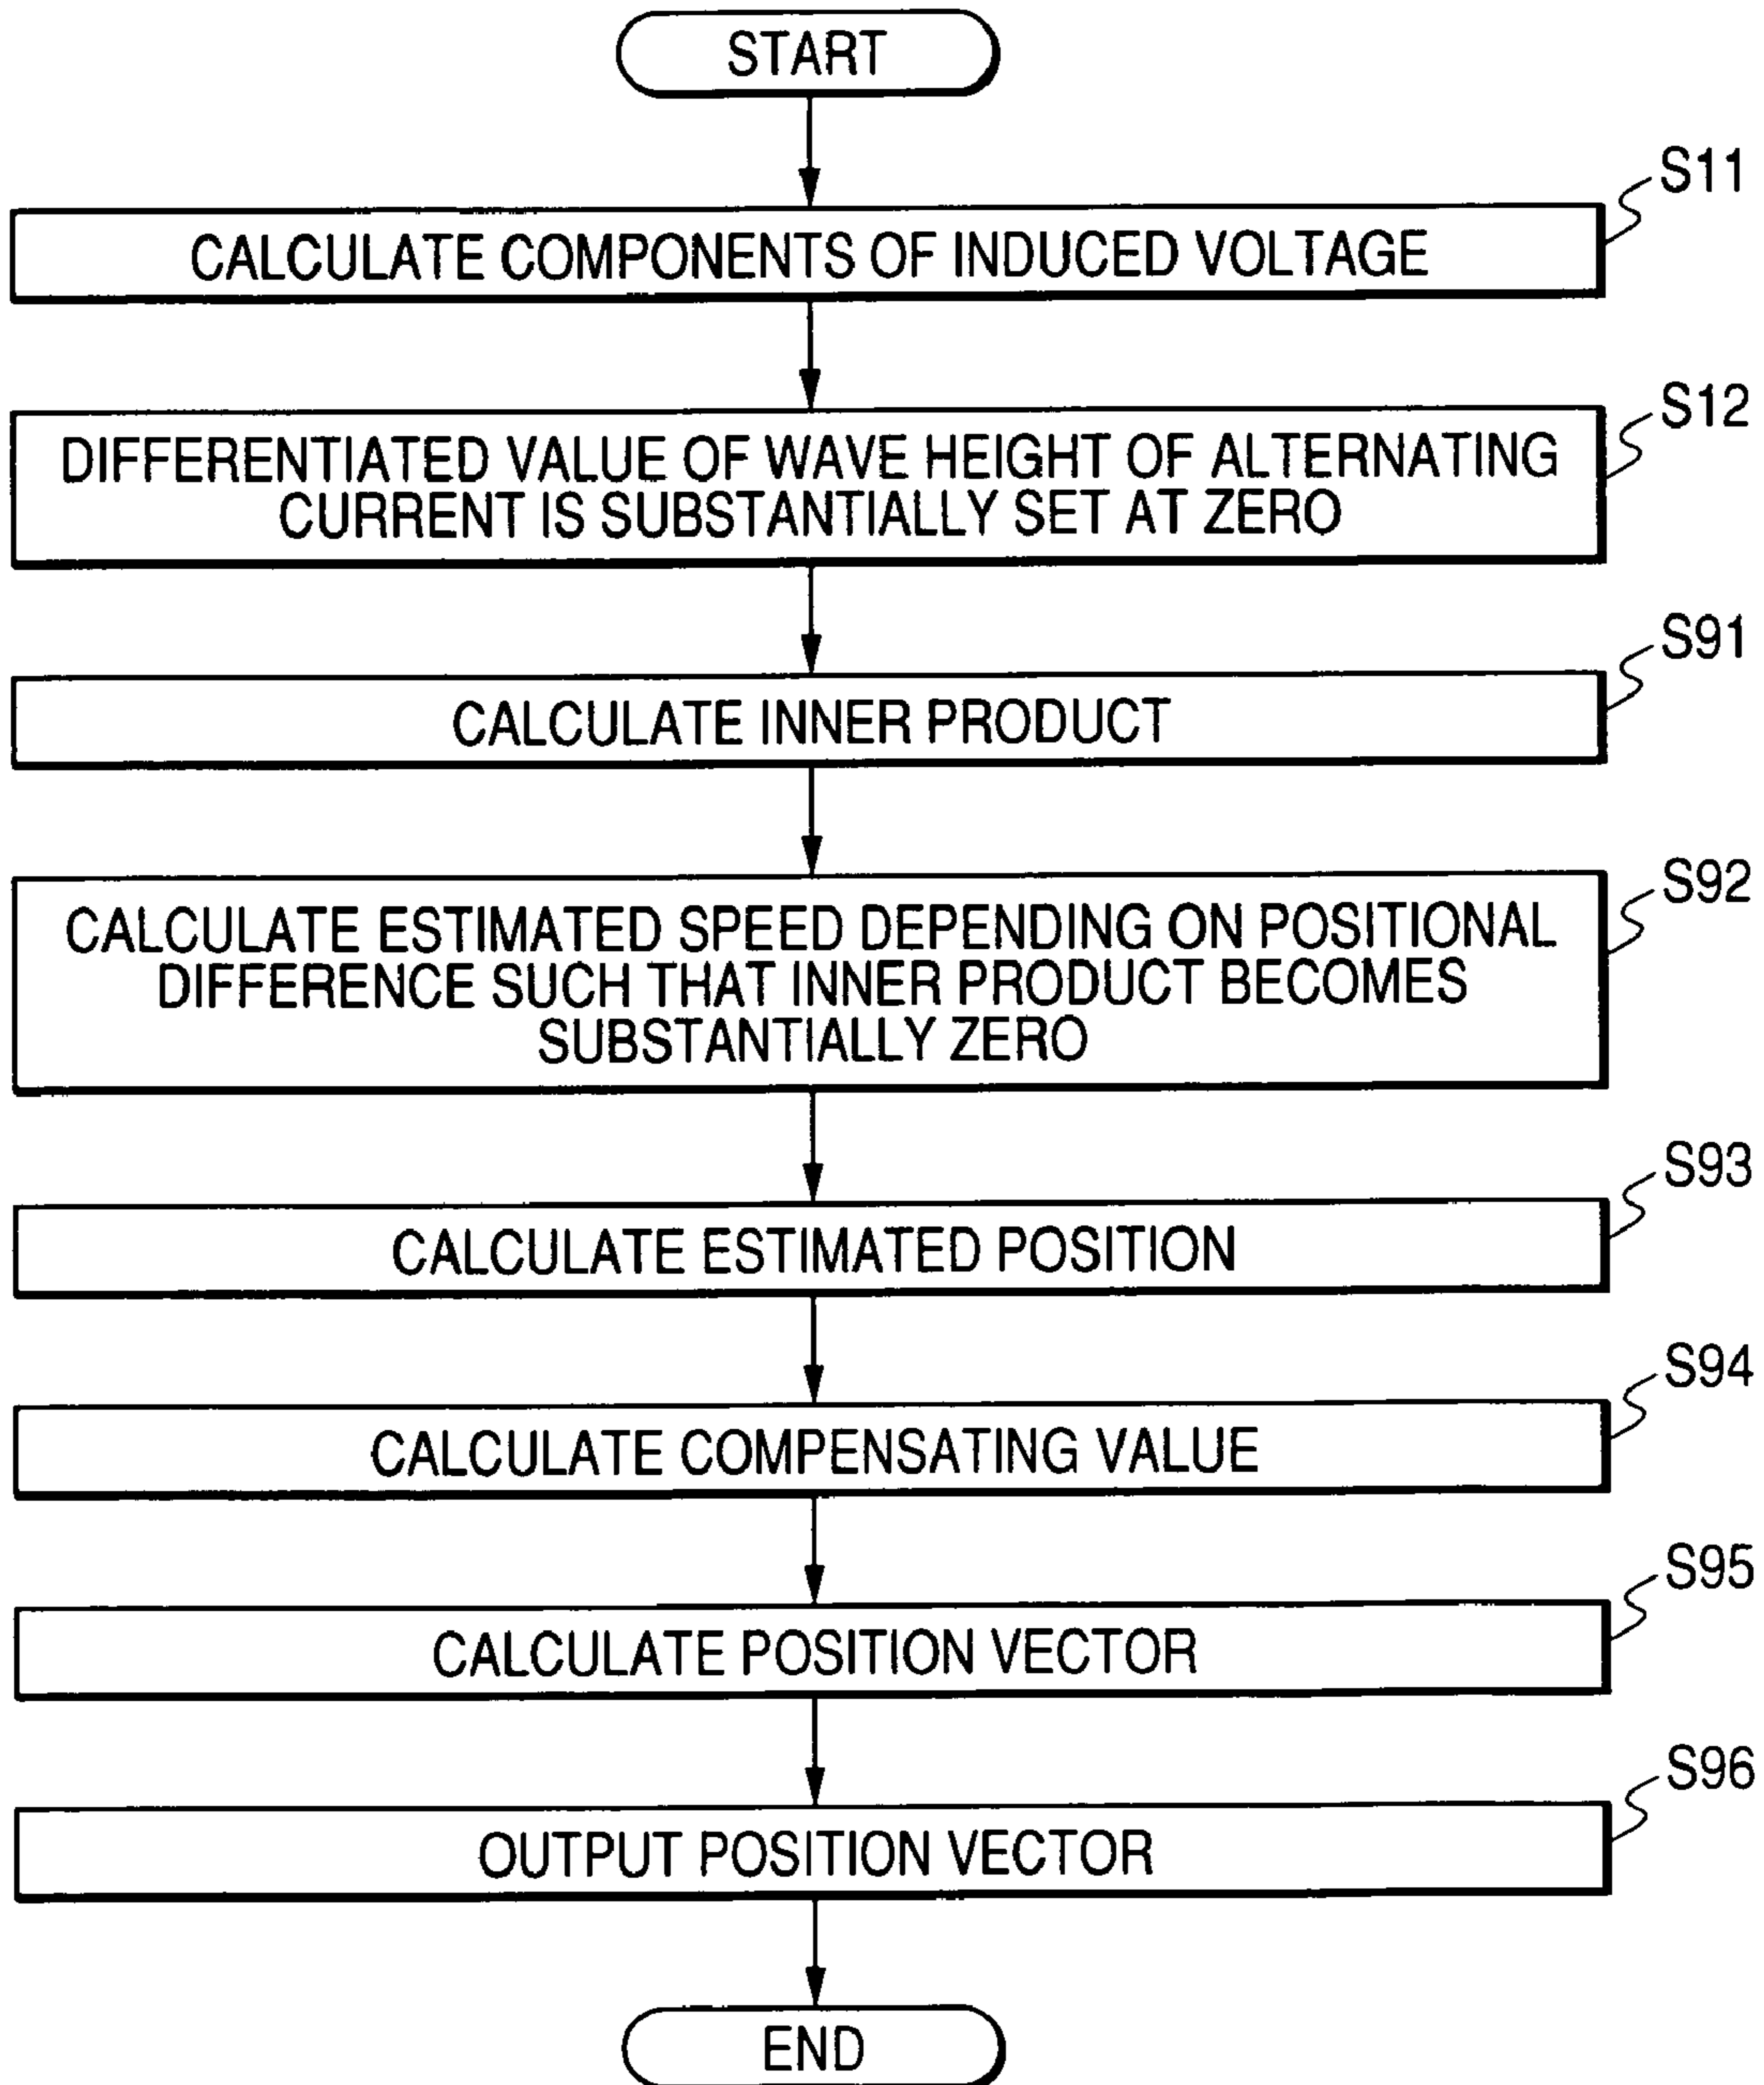 START
S11
CALCULATE COMPONENTS OF INDUCED VOLTAGE
S12
DIFFERENTIATED VALUE OF WAVE HEIGHT OF ALTERNATING
CURRENT IS SUBSTANTIALLY SET AT ZERO
S91
CALCULATE INNER PRODUCT
S92
CALCULATE ESTIMATED SPEED DEPENDING ON POSITIONAL
DIFFERENCE SUCH THAT INNER PRODUCT BECOMES
SUBSTANTIALLY ZERO
S93
CALCULATE ESTIMATED POSITION
S94
CALCULATE COMPENSATING VALUE
S95
CALCULATE POSITION VECTOR
S96
OUTPUT POSITION VECTOR
END